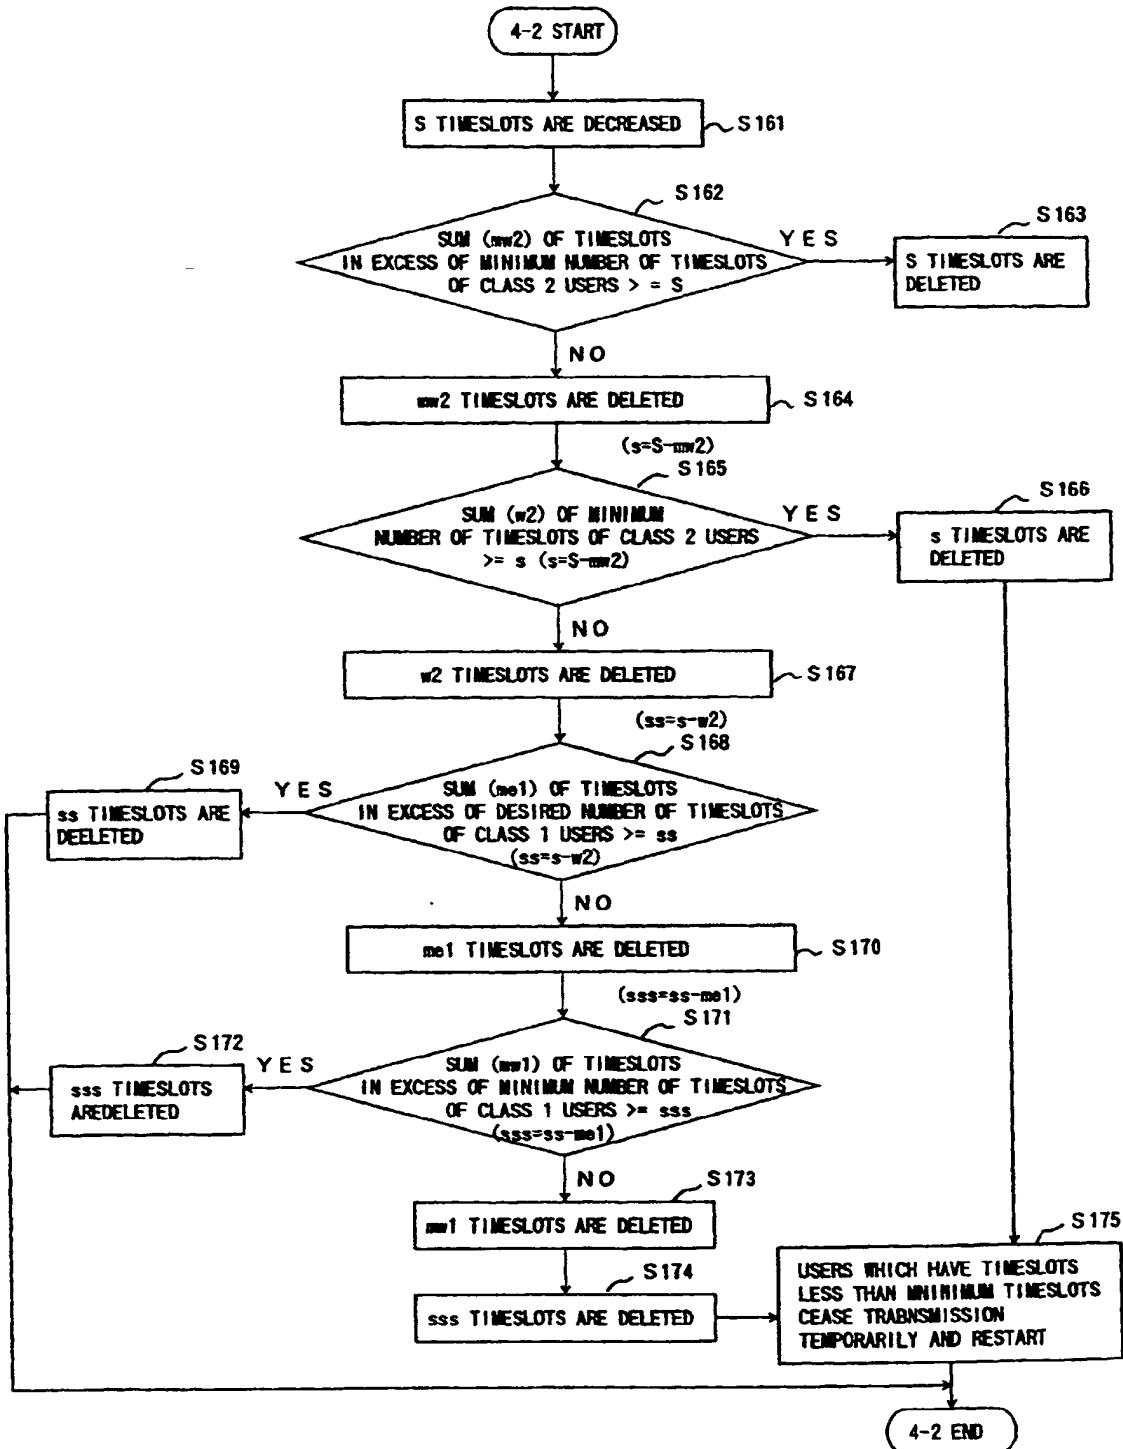 4-2 START
S TIMESLOTS ARE DECREASED
S161
S162
SUM (mw2) OF TIMESLOTS
IN EXCESS OF MINIMUM NUMBER OF TIMESLOTS
OF CLASS 2 USERS > = S
YES
S163
S TIMESLOTS ARE
DELETED
NO
mw2 TIMESLOTS ARE DELETED
S164
(s=S-mw2)
S165
SUM (w2) OF MINIMUM
NUMBER OF TIMESLOTS OF CLASS 2 USERS
>= s (s=S-mw2)
YES
S166
s TIMESLOTS ARE
DELETED
NO
w2 TIMESLOTS ARE DELETED
S167
(ss=s-w2)
S168
SUM (me1) OF TIMESLOTS
IN EXCESS OF DESIRED NUMBER OF TIMESLOTS
OF CLASS 1 USERS >= ss
(ss=s-w2)
YES
S169
ss TIMESLOTS ARE
DEELETED
NO
me1 TIMESLOTS ARE DELETED
S170
(sss=ss-me1)
S171
SUM (mw1) OF TIMESLOTS
IN EXCESS OF MINIMUM NUMBER OF TIMESLOTS
OF CLASS 1 USERS >= sss
(sss=ss-me1)
YES
S172
sss TIMESLOTS
AREDELETED
NO
S173
mw1 TIMESLOTS ARE DELETED
S174
sss TIMESLOTS ARE DELETED
S175
USERS WHICH HAVE TIMESLOTS
LESS THAN MNINIMUM TIMESLOTS
CEASE TRABNSMISSION
TEMPORARILY AND RESTART
4-2 END